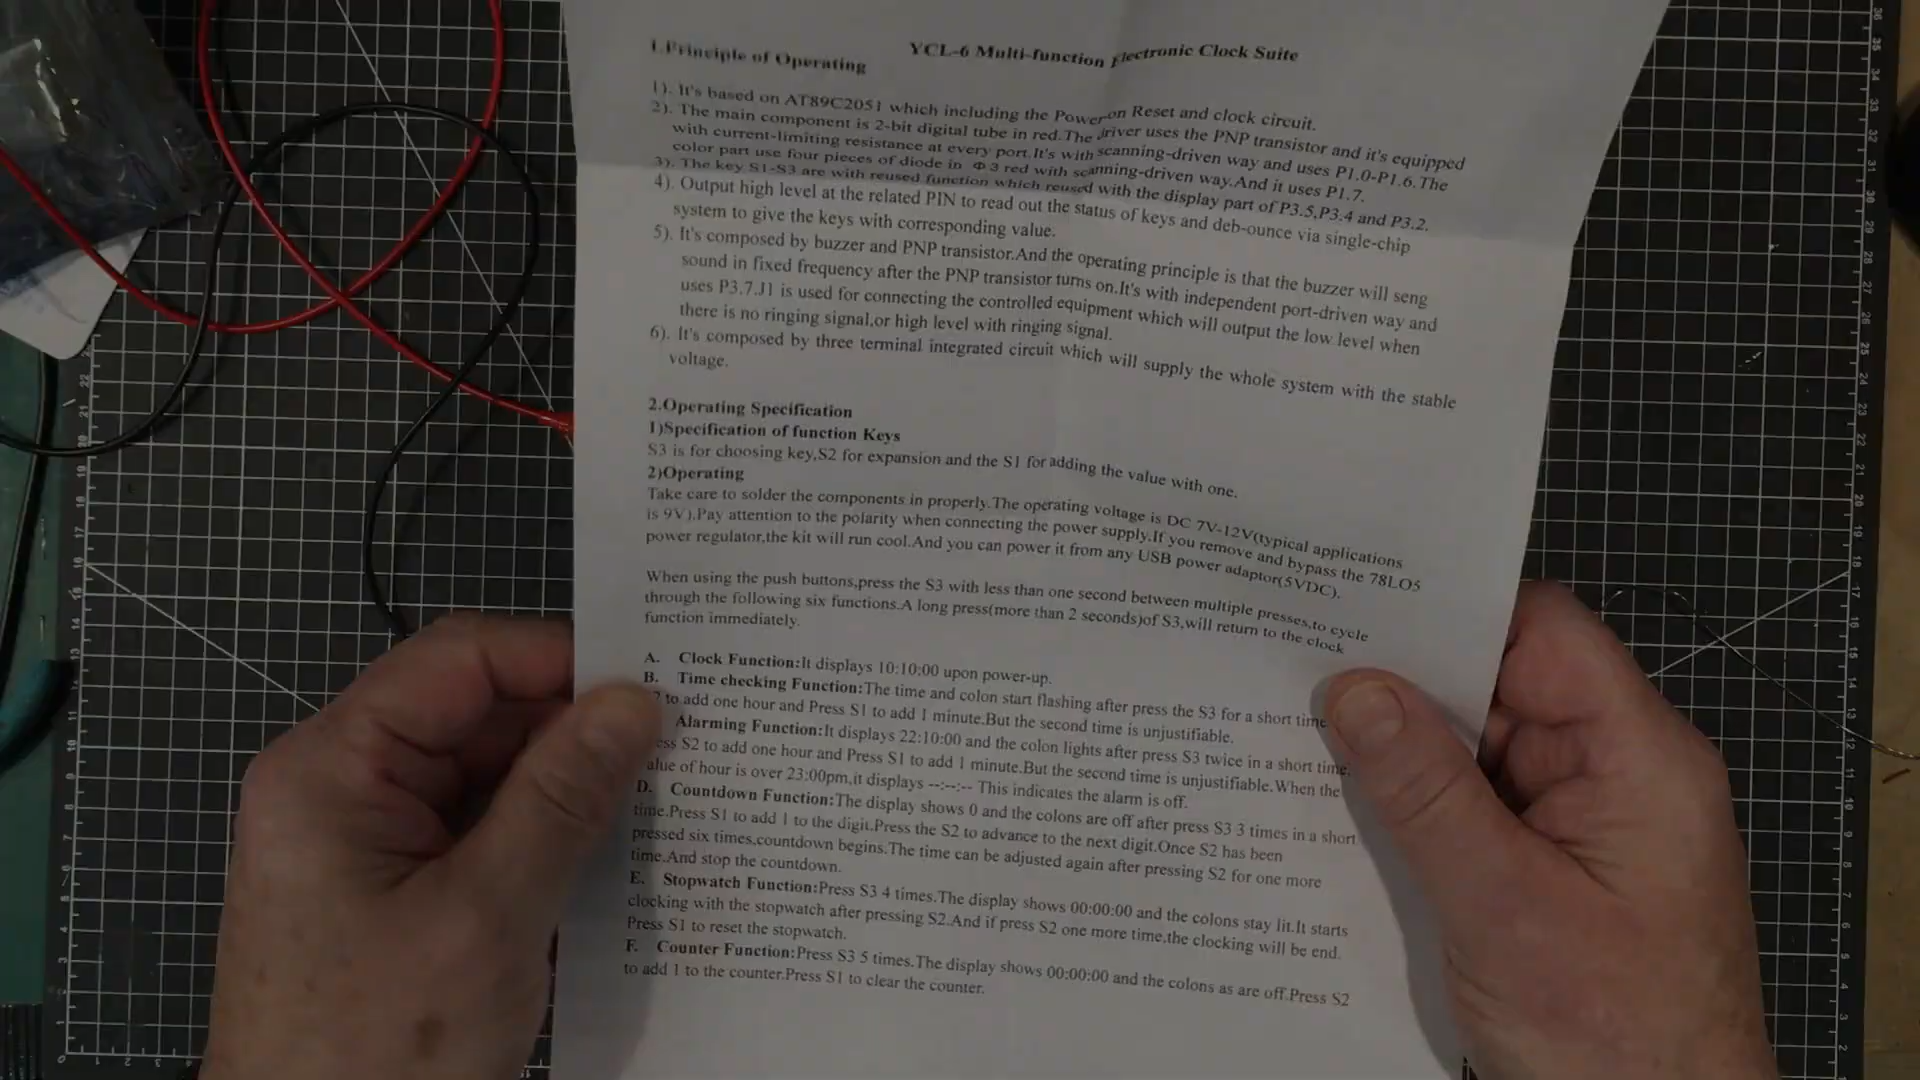 YCL-6 Multi-function Electronic Clock Suite
1.Principle of Operating
1). It's based on AT89C2051 which including the Power on Reset and clock circuit.
2). The main component is 2-bit digital tube in red.The driver uses the PNP transistor and it's equipped
with current-limiting resistance at every port.It's with scanning-driven way and uses P1.0-P1.6. The
color part use four pieces of diode in Φ 3 red with scanning-driven way.And it uses P1.7.
3). The key S1-S3 are with reused function which reused with the display part of P3.5,P3.4 and P3.2.
4). Output high level at the related PIN to read out the status of keys and deb-ounce via single-chip
system to give the keys with corresponding value.
5). It's composed by buzzer and PNP transistor.And the operating principle is that the buzzer will seng
sound in fixed frequency after the PNP transistor turns on.It's with independent port-driven way and
uses P3.7.J1 is used for connecting the controlled equipment which will output the low level when
there is no ringing signal,or high level with ringing signal.
6). It's composed by three terminal integrated circuit which will supply the whole system with the stable
voltage.
2.Operating Specification
1)Specification of function Keys
S3 is for choosing key,S2 for expansion and the S1 for adding the value with one.
2)Operating
Take care to solder the components in properly.The operating voltage is DC 7V-12V(typical applications
is 9V).Pay attention to the polarity when connecting the power supply.If you remove and bypass the 78LO5
power regulator,the kit will run cool.And you can power it from any USB power adaptor(5VDC).
When using the push buttons,press the S3 with less than one second between multiple presses,to cycle
through the following six functions.A long press(more than 2 seconds)of S3,will return to the clock
function immediately.
A. Clock Function:It displays 10:10:00 upon power-up.
B. Time checking Function:The time and colon start flashing after press the S3 for a short time
2 to add one hour and Press S1 to add 1 minute.But the second time is unjustifiable.
Alarming Function:It displays 22:10:00 and the colon lights after press S3 twice in a short time.
ess S2 to add one hour and Press S1 to add 1 minute.But the second time is unjustifiable.When the
alue of hour is over 23:00pm,it displays --:--:-- This indicates the alarm is off.
D. Countdown Function:The display shows 0 and the colons are off after press S3 3 times in a short
time.Press S1 to add 1 to the digit.Press the S2 to advance to the next digit.Once S2 has been
pressed six times,countdown begins.The time can be adjusted again after pressing S2 for one more
time.And stop the countdown.
E. Stopwatch Function:Press S3 4 times.The display shows 00:00:00 and the colons stay lit.It starts
clocking with the stopwatch after pressing S2.And if press S2 one more time,the clocking will be end.
Press S1 to reset the stopwatch.
F. Counter Function:Press S3 5 times.The display shows 00:00:00 and the colons as are off.Press S2
to add 1 to the counter.Press S1 to clear the counter.